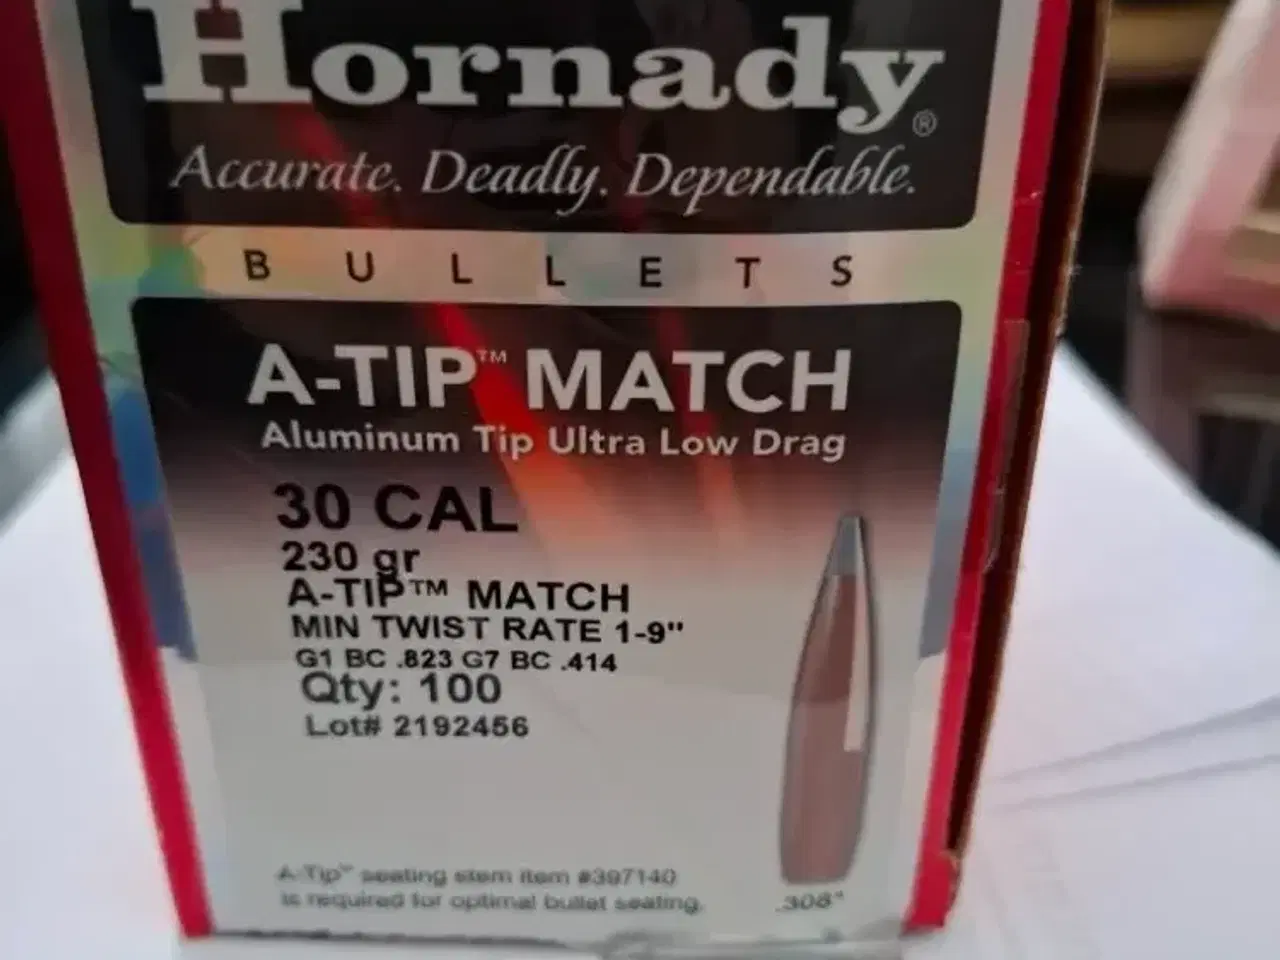 Hornady®
Accurate. Deadly. Dependable.
BULLETS
A-TIP™ MATCH
Aluminum Tip Ultra Low Drag
30 CAL
230 gr
A-TIP™ MATCH
MIN TWIST RATE 1-9"
G1 BC .823 G7 BC .414
Qty: 100
Lot# 2192456
A-Tip™ seating stem item #397140
is required for optimal bullet seating.
.308"